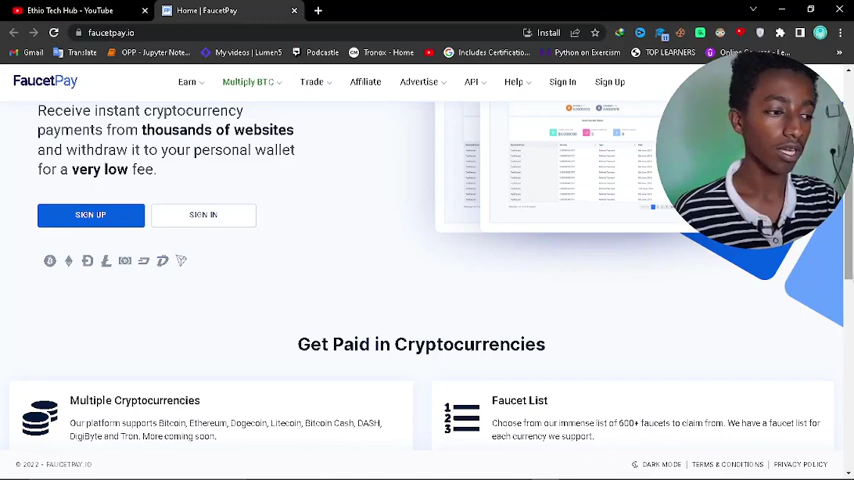 Ethio Tech Hub - YouTube
Home | FaucetPay
faucetpay.io
Install
Gmail
Translate
OPP - Jupyter Note..
My videos | Lumen5
Podcastle
Tronox - Home
Includes Certification...
Python on Exercism
TOP LEARNERS
FaucetPay
Earn
Multiply BTC
Trade
Affiliate
Advertise
API
Help
Sign In
Sign Up
Receive instant cryptocurrency
payments from thousands of websites
and withdraw it to your personal wallet
for a very low fee.
SIGN UP
SIGN IN
Get Paid in Cryptocurrencies
Multiple Cryptocurrencies
Our platform supports Bitcoin, Ethereum, Dogecoin, Litecoin, Bitcoin Cash, DASH,
DigiByte and Tron. More coming soon.
Faucet List
Choose from our immense list of 600+ faucets to claim from. We have a faucet list for
each currency we support.
© 2022 - FAUCETPAY.IO
DARK MODE
TERMS & CONDITIONS
PRIVACY POLICY